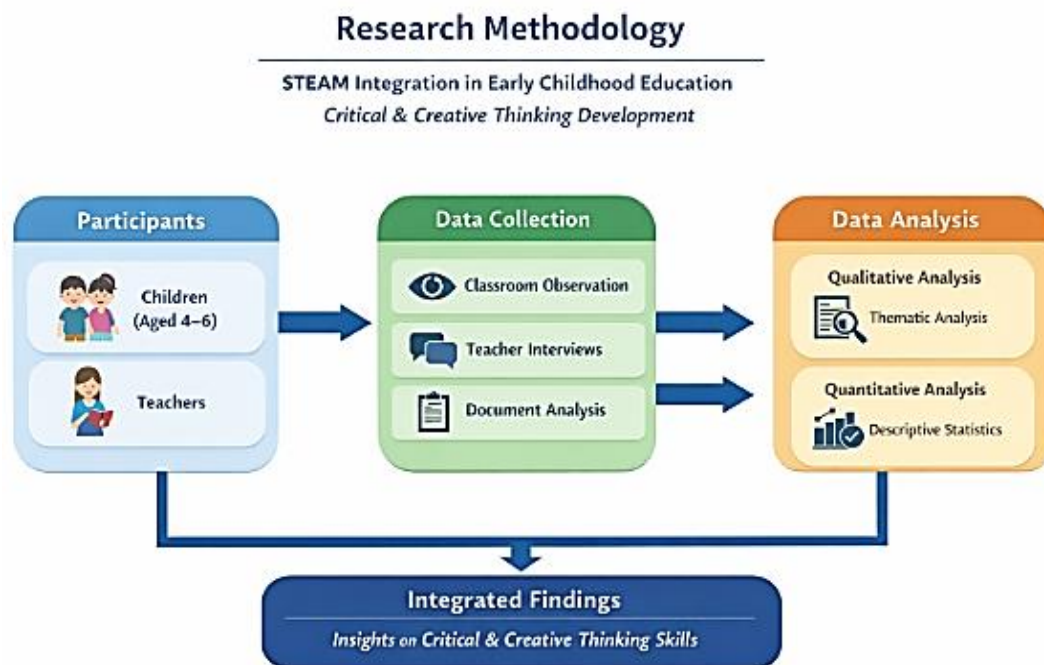 Research Methodology
STEAM Integration in Early Childhood Education
Critical & Creative Thinking Development
Participants
Children
(Aged 4–6)
Teachers
Data Collection
Classroom Observation
Teacher Interviews
Document Analysis
Data Analysis
Qualitative Analysis
Thematic Analysis
Quantitative Analysis
Descriptive Statistics
Integrated Findings
Insights on Critical & Creative Thinking Skills